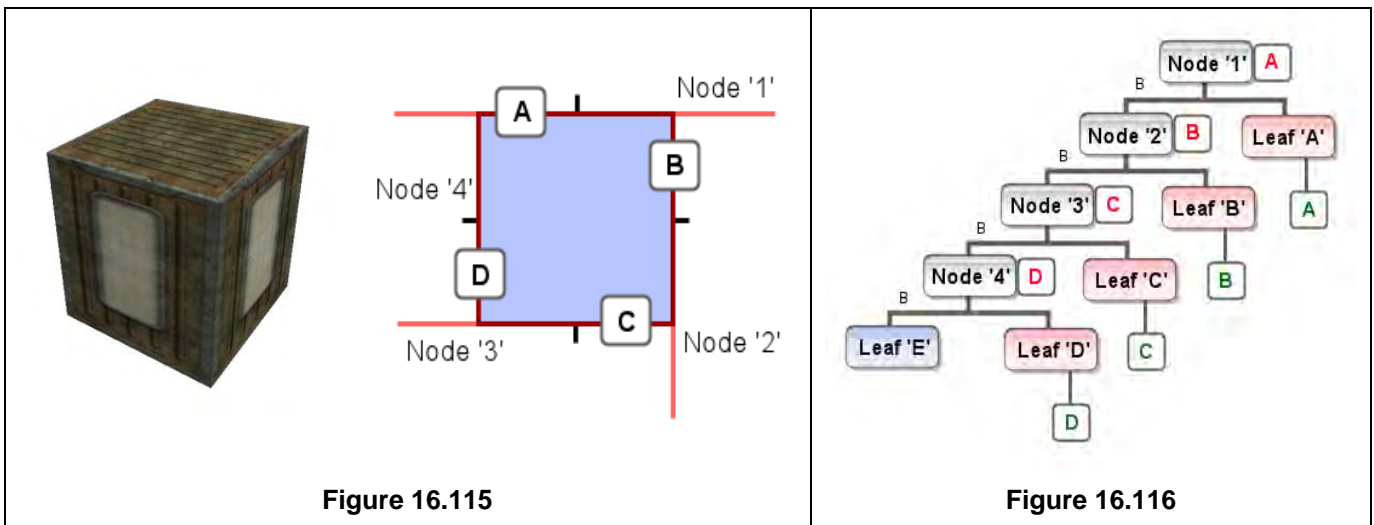 A
Node '1'
B
Node '4'
D
C
Node '3'
Node '2'
Figure 16.115
Node '1' A
B
Node '2' B
Leaf 'A'
B
Node '3' C
Leaf 'B'
A
B
Node '4' D
Leaf 'C'
B
B
Leaf 'E'
Leaf 'D'
C
D
Figure 16.116